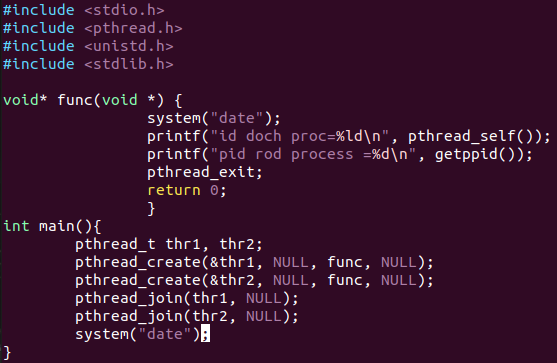 #include <stdio.h>
#include <pthread.h>
#include <unistd.h>
#include <stdlib.h>

void* func(void *) {
                system("date");
                printf("id doch proc=%ld\n", pthread_self());
                printf("pid rod process =%d\n", getppid());
                pthread_exit;
                return 0;
                }
int main(){
        pthread_t thr1, thr2;
        pthread_create(&thr1, NULL, func, NULL);
        pthread_create(&thr2, NULL, func, NULL);
        pthread_join(thr1, NULL);
        pthread_join(thr2, NULL);
        system("date");
}